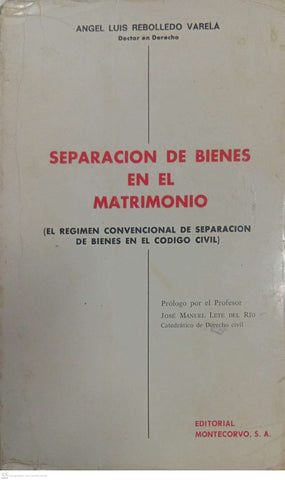 ANGEL LUIS REBOLLEDO VARELA
Doctor en Derecho
SEPARACION DE BIENES
EN EL
MATRIMONIO
(EL REGIMEN CONVENCIONAL DE SEPARACION
DE BIENES EN EL CODIGO CIVIL)
Prólogo por el Profesor
JOSÉ MANUEL LETE DEL RÍO
Catedrático de Derecho civil
EDITORIAL
MONTECORVO, S. A.